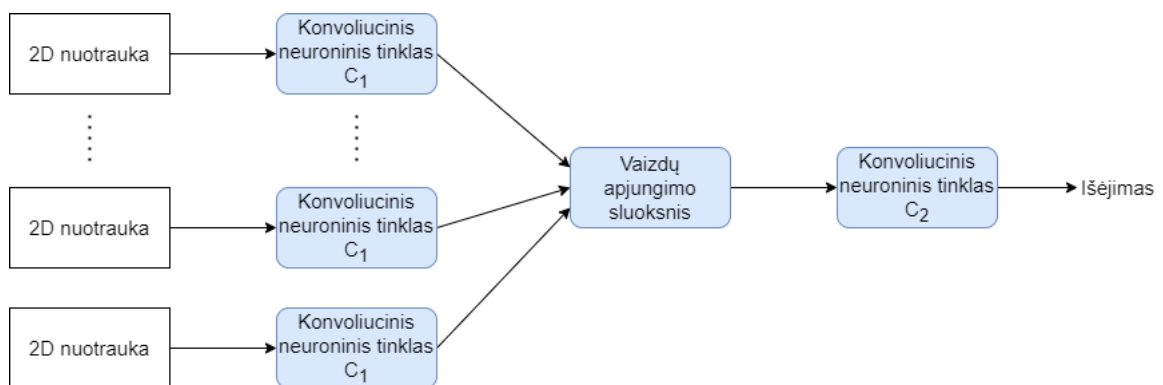 2D nuotrauka
Konvoliucinis
neuroninis tinklas
C1
2D nuotrauka
Konvoliucinis
neuroninis tinklas
C1
Vaizdų
apjungimo
sluoksnis
Konvoliucinis
neuroninis tinklas
C2
Išėjimas
2D nuotrauka
Konvoliucinis
neuroninis tinklas
C1